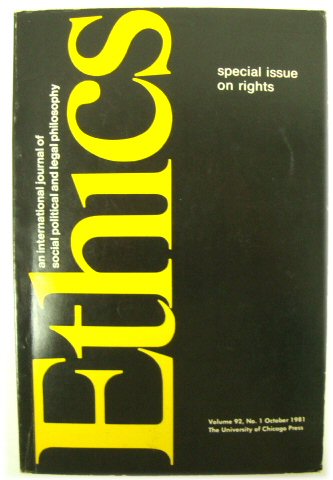 Ethics
an international journal of
social political and legal philosophy
special issue
on rights
Volume 92, No. 1 October 1981
The University of Chicago Press